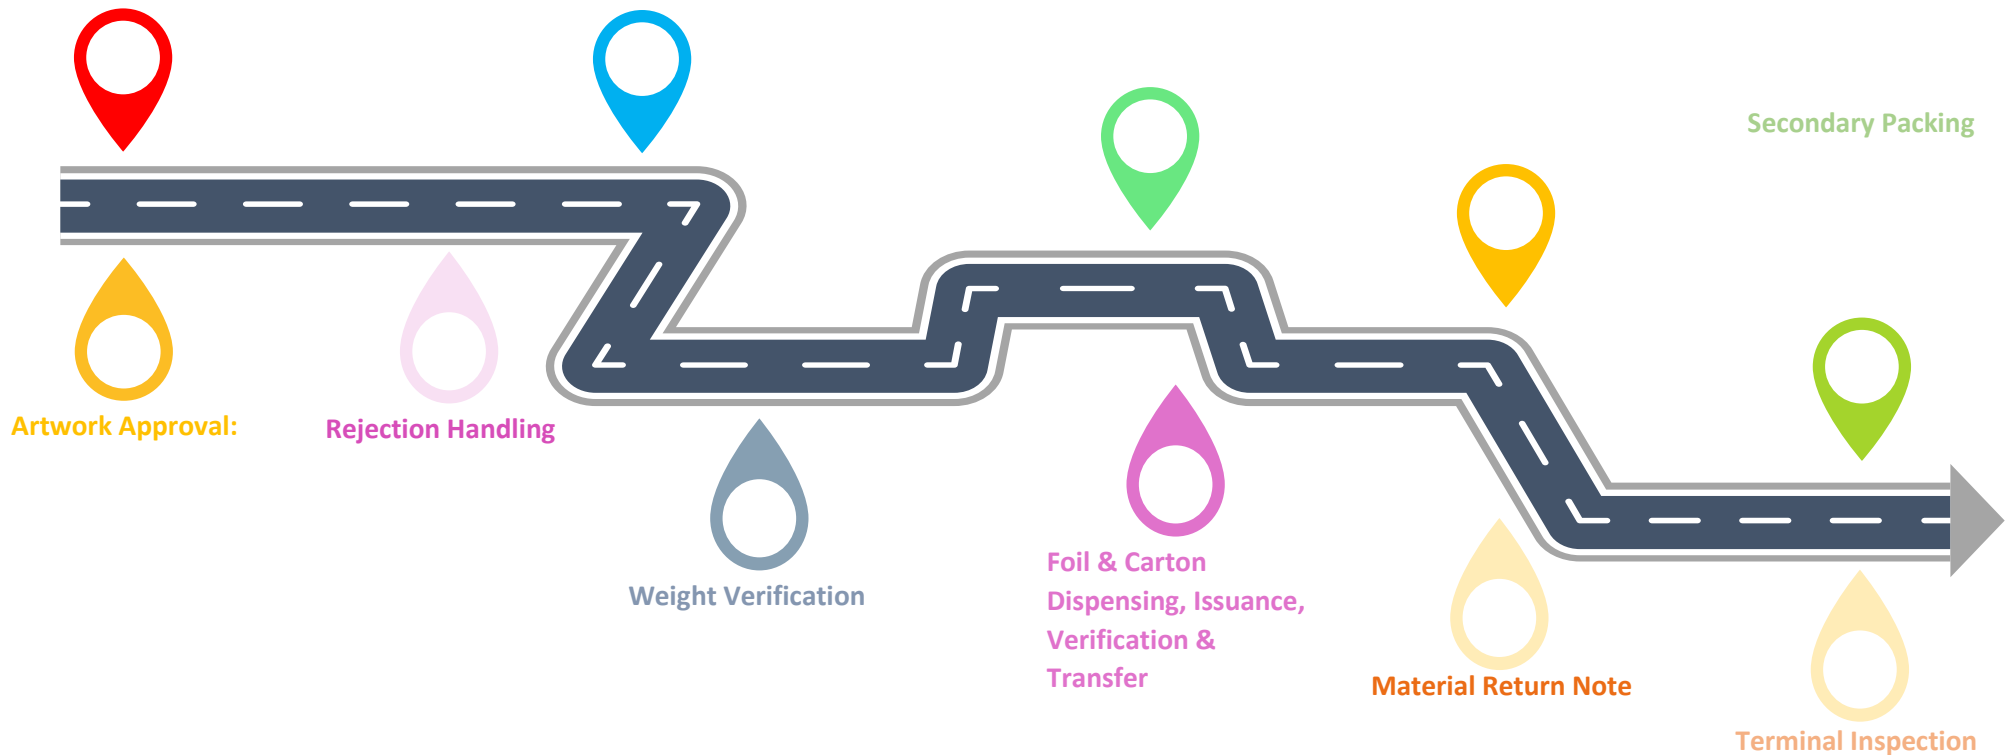 Secondary Packing
Artwork Approval:
Rejection Handling
Weight Verification
Foil & Carton
Dispensing, Issuance,
Verification &
Transfer
Material Return Note
Terminal Inspection